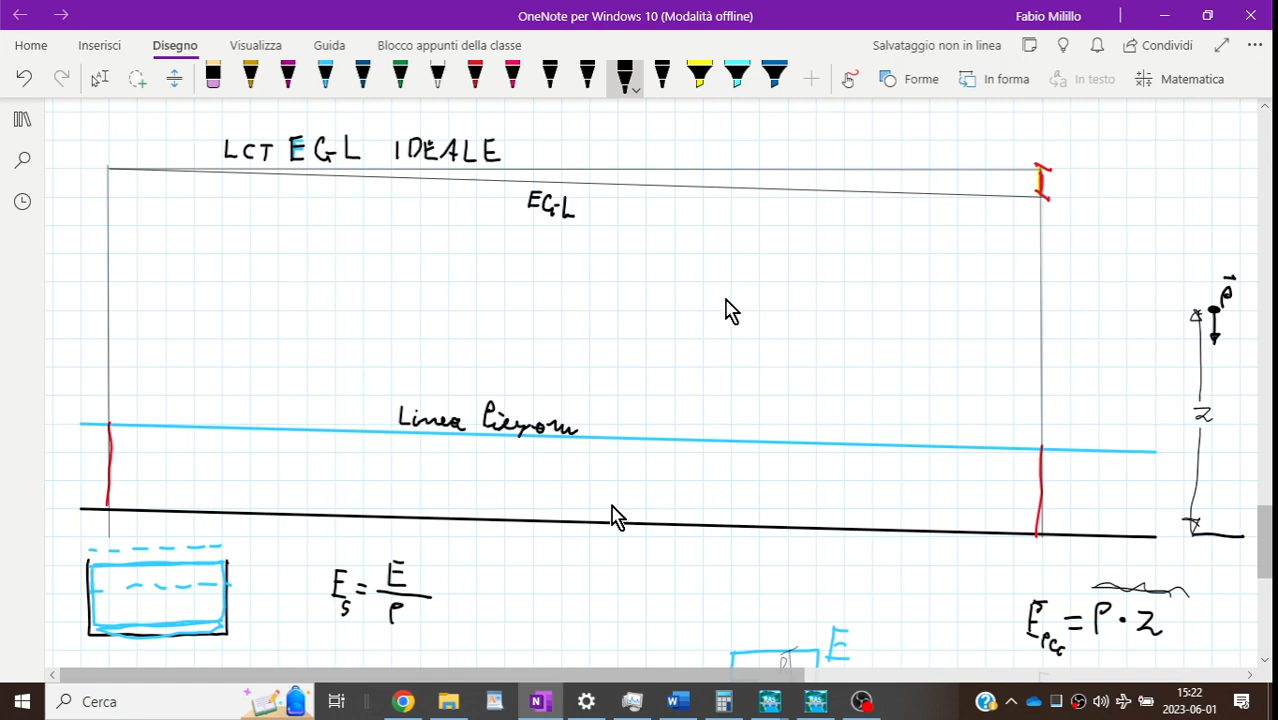 OneNote per Windows 10 (Modalità offline)
Fabio Milillo
Home Inserisci Disegno Visualizza Guida Blocco appunti della classe
Salvataggio non in linea Condividi
Forme In forma In testo Matematica
LCT EGL IDEALE
EGL
P
Linea
Z
E
Es = E / P
E = P · Z
E
Cerca
15:22
2023-06-01